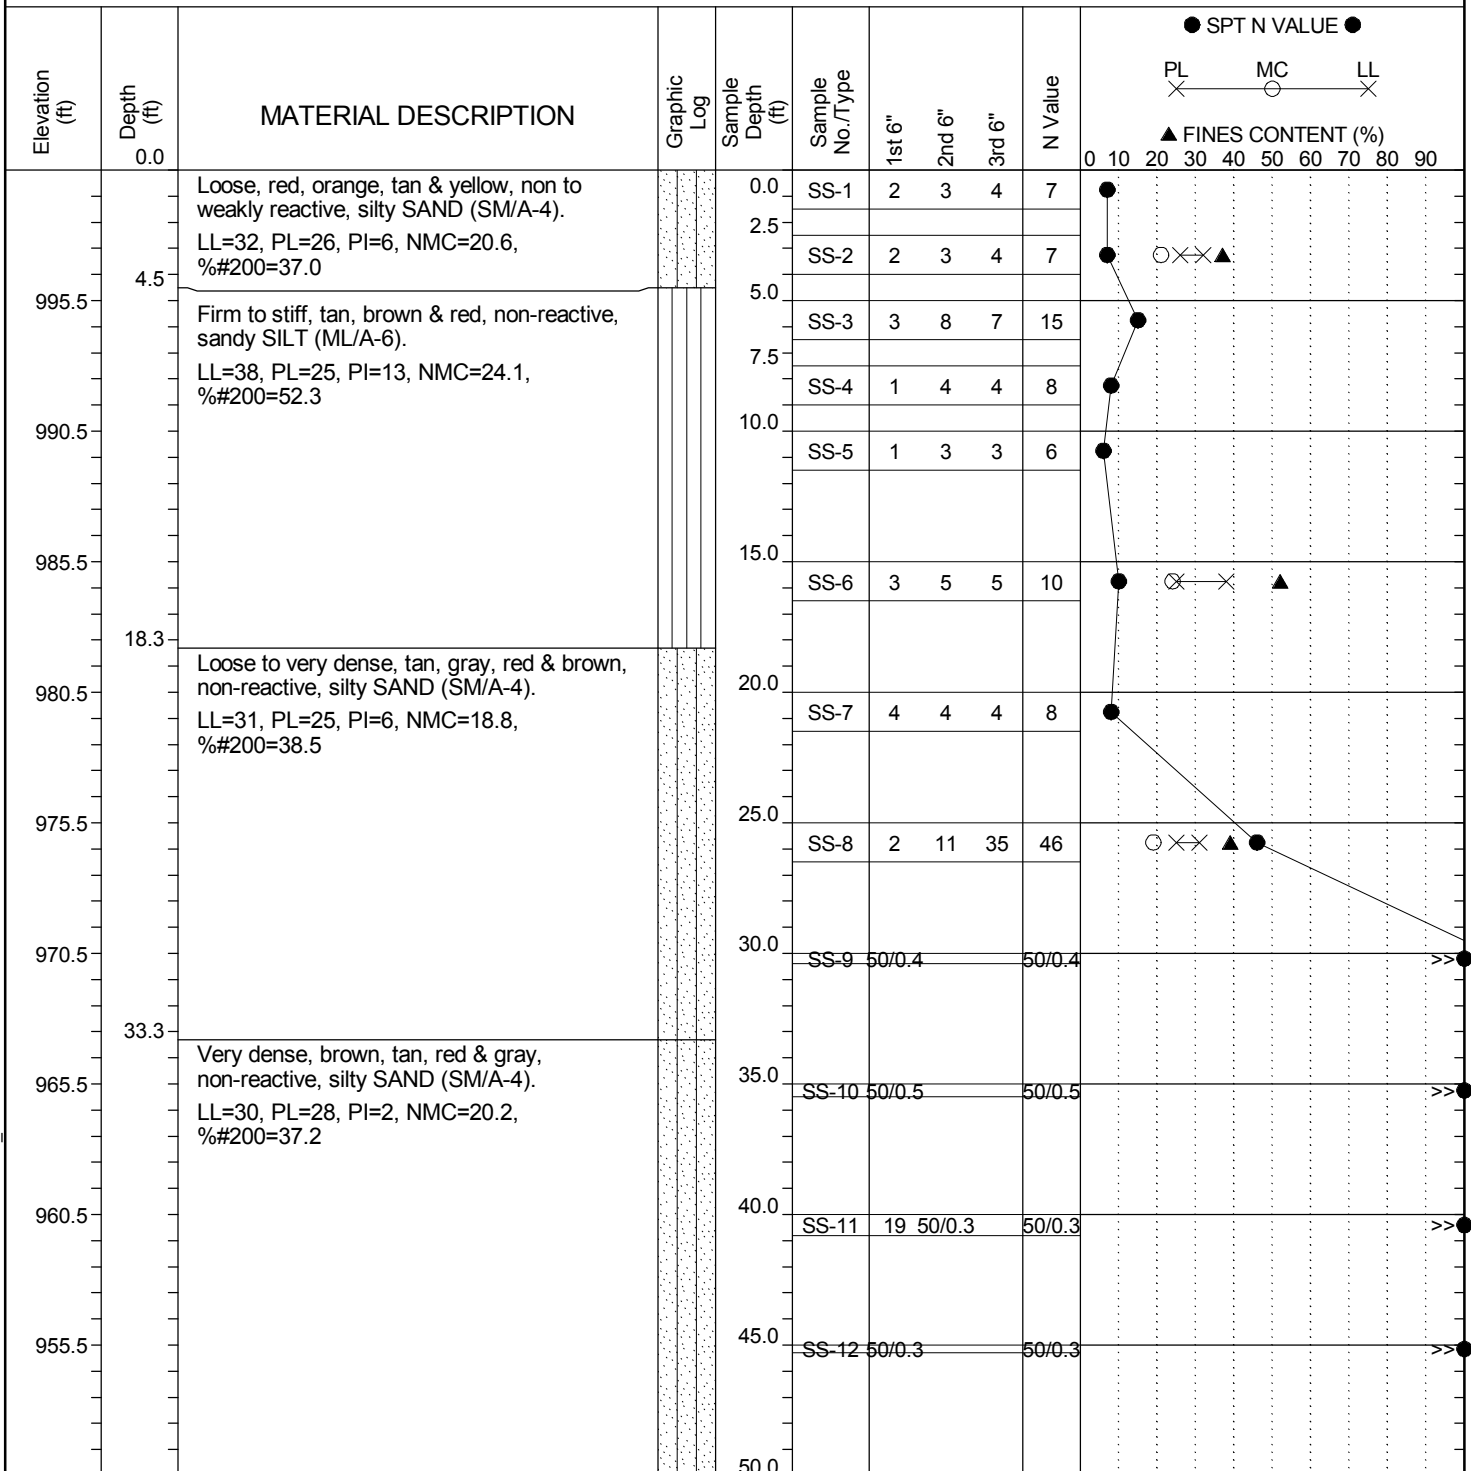 Elevation (ft)
Depth (ft)
0.0
MATERIAL DESCRIPTION
Graphic Log
Sample Depth (ft)
Sample No./Type
1st 6"
2nd 6"
3rd 6"
N Value
● SPT N VALUE ●
PL MC LL
▲ FINES CONTENT (%)
0 10 20 30 40 50 60 70 80 90
Loose, red, orange, tan & yellow, non to
weakly reactive, silty SAND (SM/A-4).
LL=32, PL=26, PI=6, NMC=20.6,
%#200=37.0
0.0
SS-1 2 3 4 7
2.5
SS-2 2 3 4 7
4.5
5.0
995.5
Firm to stiff, tan, brown & red, non-reactive,
sandy SILT (ML/A-6).
LL=38, PL=25, PI=13, NMC=24.1,
%#200=52.3
SS-3 3 8 7 15
7.5
SS-4 1 4 4 8
10.0
990.5
SS-5 1 3 3 6
15.0
985.5
SS-6 3 5 5 10
18.3
Loose to very dense, tan, gray, red & brown,
non-reactive, silty SAND (SM/A-4).
LL=31, PL=25, PI=6, NMC=18.8,
%#200=38.5
20.0
980.5
SS-7 4 4 4 8
25.0
975.5
SS-8 2 11 35 46
30.0
970.5
SS-9 50/0.4 50/0.4 >>
33.3
Very dense, brown, tan, red & gray,
non-reactive, silty SAND (SM/A-4).
LL=30, PL=28, PI=2, NMC=20.2,
%#200=37.2
35.0
965.5
SS-10 50/0.5 50/0.5 >>
40.0
960.5
SS-11 19 50/0.3 50/0.3 >>
45.0
955.5
SS-12 50/0.3 50/0.3 >>
50.0